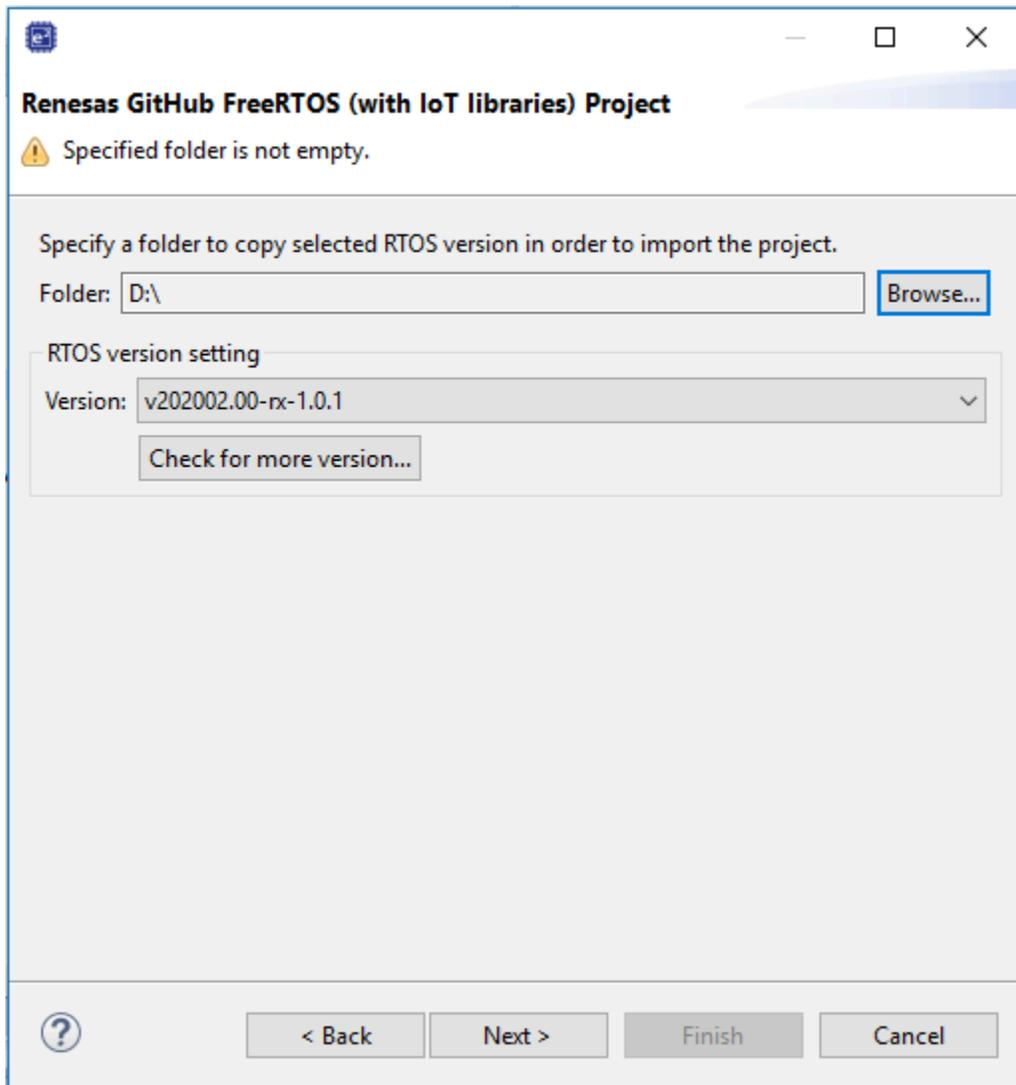 e²
Renesas GitHub FreeRTOS (with IoT libraries) Project
Specified folder is not empty.
Specify a folder to copy selected RTOS version in order to import the project.
Folder: D:\ Browse...
RTOS version setting
Version: v202002.00-rx-1.0.1
Check for more version...
? < Back Next > Finish Cancel